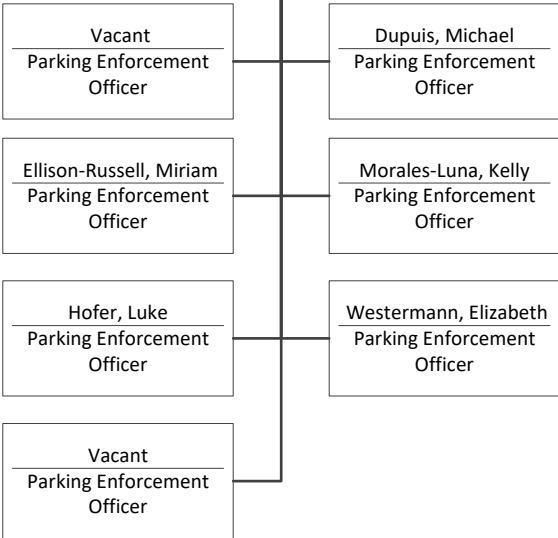 Vacant
Parking Enforcement
Officer
Dupuis, Michael
Parking Enforcement
Officer
Ellison-Russell, Miriam
Parking Enforcement
Officer
Morales-Luna, Kelly
Parking Enforcement
Officer
Hofer, Luke
Parking Enforcement
Officer
Westermann, Elizabeth
Parking Enforcement
Officer
Vacant
Parking Enforcement
Officer